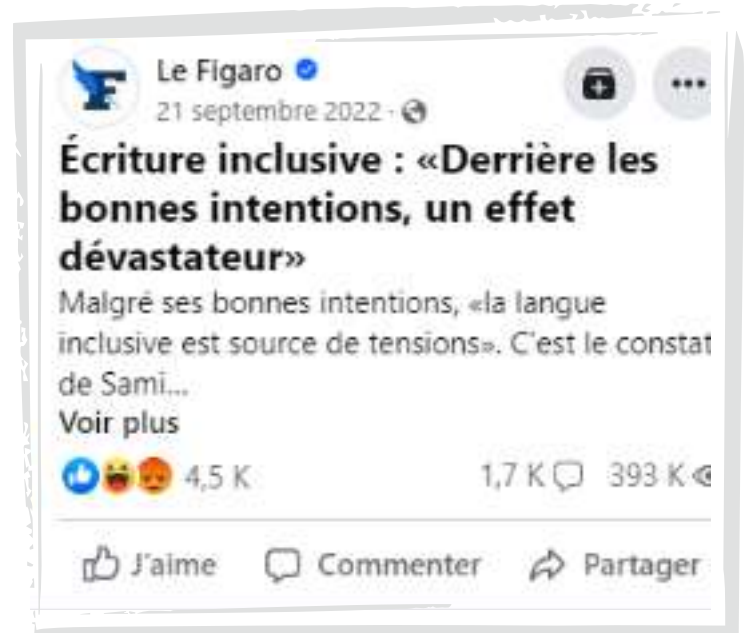 Le Figaro
21 septembre 2022 ·
Écriture inclusive : «Derrière les
bonnes intentions, un effet
dévastateur»
Malgré ses bonnes intentions, «la langue
inclusive est source de tensions». C'est le constat
de Sami...
Voir plus
4,5 K 1,7 K 393 K
J'aime Commenter Partager